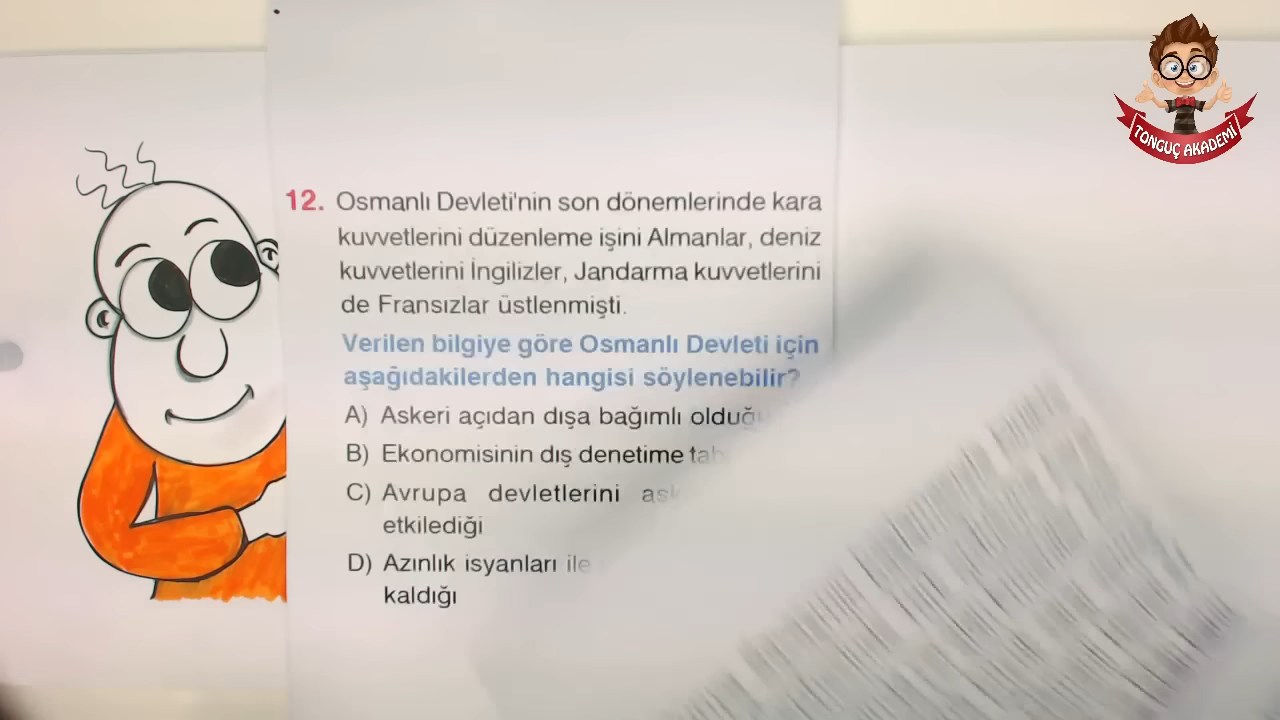 TONGUÇ AKADEMİ
12. Osmanlı Devleti'nin son dönemlerinde kara
kuvvetlerini düzenleme işini Almanlar, deniz
kuvvetlerini İngilizler, Jandarma kuvvetlerini
de Fransızlar üstlenmişti.
Verilen bilgiye göre Osmanlı Devleti için
aşağıdakilerden hangisi söylenebilir?
A) Askeri açıdan dışa bağımlı
B) Ekonomisinin dış denetime
C) Avrupa devletlerini
etkilediği
D) Azınlık isyanları ile
kaldığı